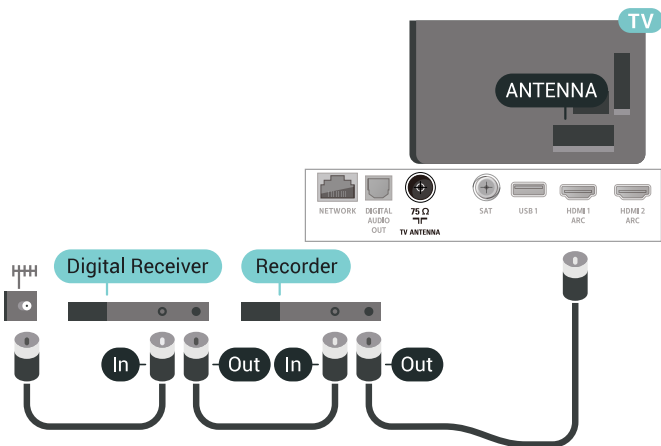 TV
ANTENNA
NETWORK
DIGITAL
AUDIO
OUT
75 Ω
TV ANTENNA
SAT
USB 1
HDMI 1
ARC
HDMI 2
ARC
Digital Receiver
Recorder
In
Out
In
Out